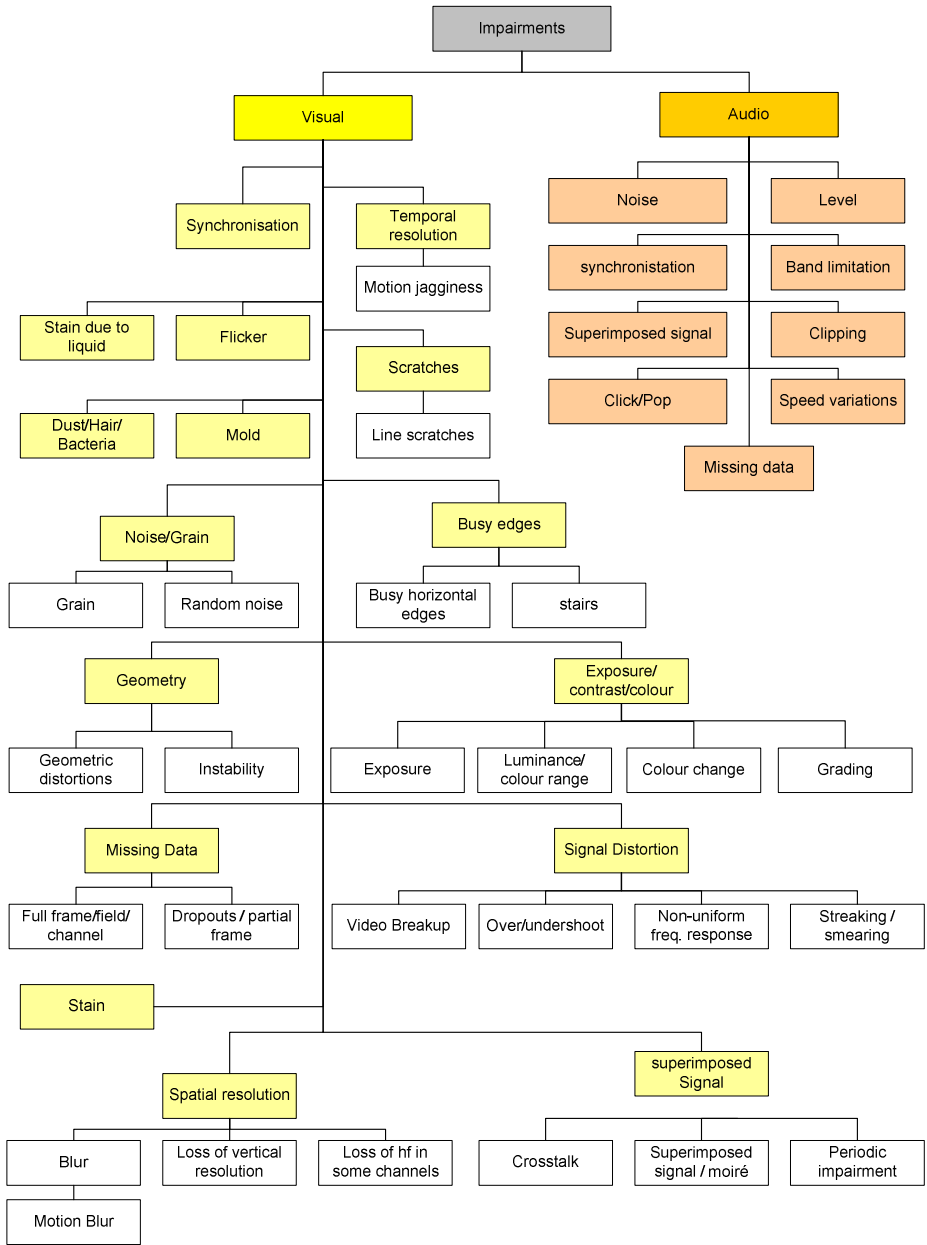 Impairments
Visual
Audio
Noise
Level
Synchronisation
Temporal
resolution
synchronistation
Band limitation
Motion jagginess
Stain due to
liquid
Flicker
Superimposed signal
Clipping
Scratches
Click/Pop
Speed variations
Dust/Hair/
Bacteria
Mold
Line scratches
Missing data
Noise/Grain
Busy edges
Grain
Random noise
Busy horizontal
edges
stairs
Geometry
Exposure/
contrast/colour
Geometric
distortions
Instability
Exposure
Luminance/
colour range
Colour change
Grading
Missing Data
Signal Distortion
Full frame/field/
channel
Dropouts / partial
frame
Video Breakup
Over/undershoot
Non-uniform
freq. response
Streaking /
smearing
Stain
Spatial resolution
superimposed
Signal
Blur
Loss of vertical
resolution
Loss of hf in
some channels
Crosstalk
Superimposed
signal / moiré
Periodic
impairment
Motion Blur